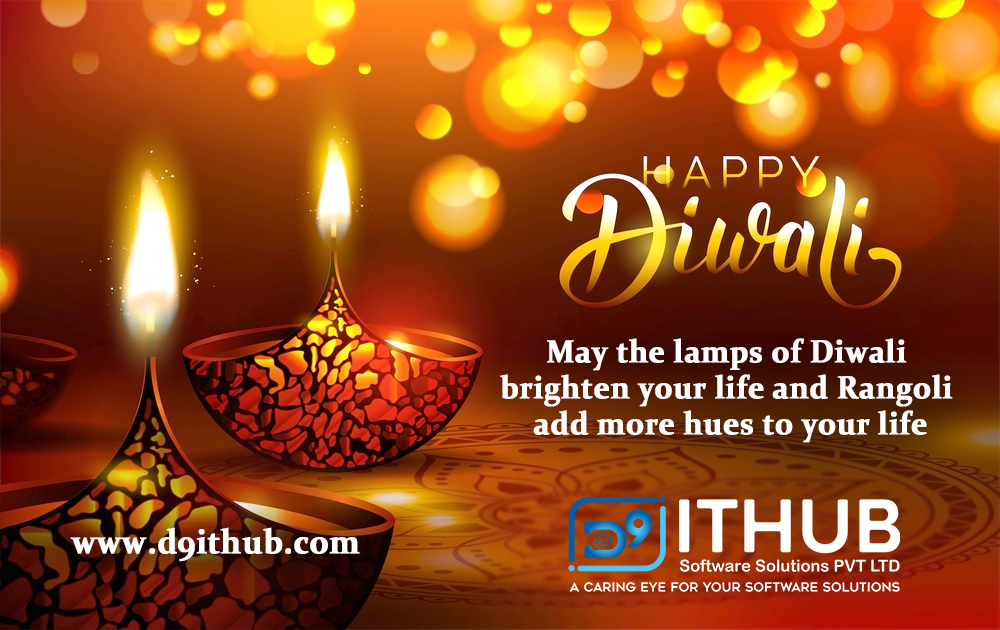 HAPPY
Diwali
May the lamps of Diwali
brighten your life and Rangoli
add more hues to your life
www.d9ithub.com
D9 ITHUB
Software Solutions PVT LTD
A CARING EYE FOR YOUR SOFTWARE SOLUTIONS